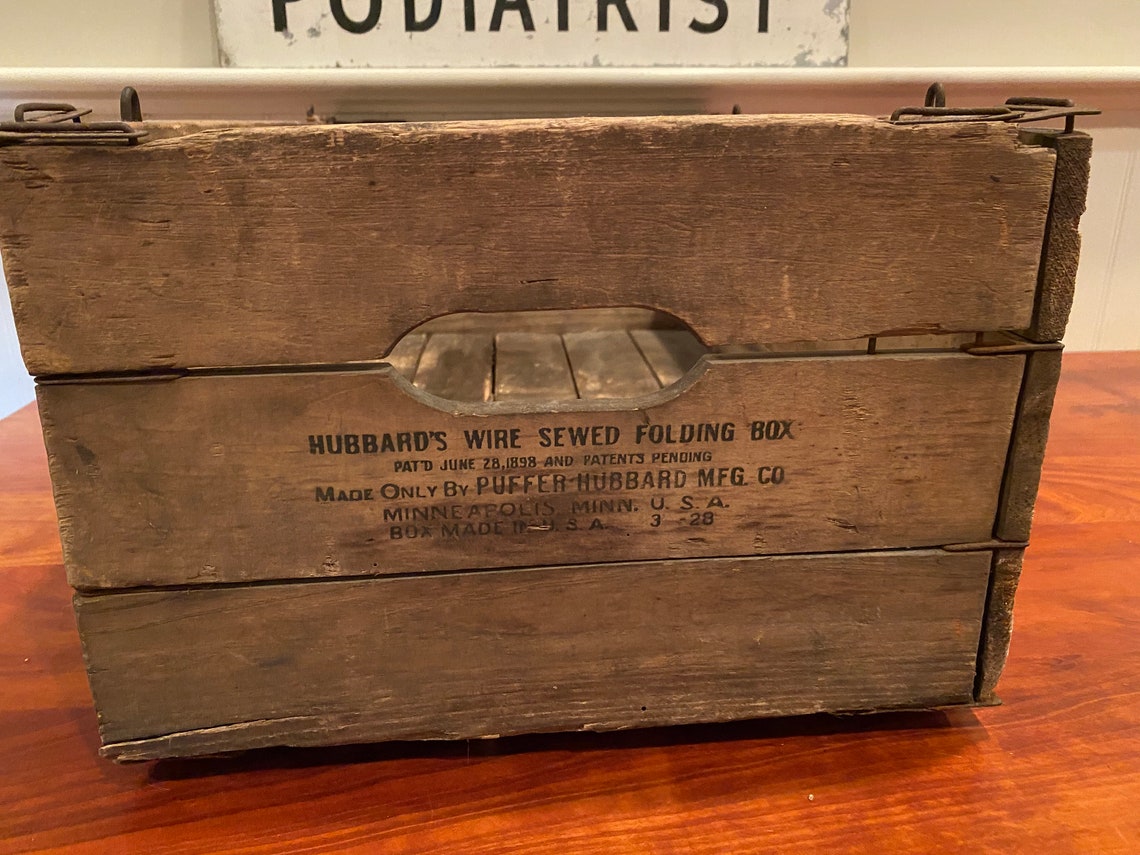 PODIATRIST
HUBBARD'S WIRE SEWED FOLDING BOX
PAT'D JUNE 28, 1898 AND PATENTS PENDING
MADE ONLY BY PUFFER-HUBBARD MFG. CO
MINNEAPOLIS, MINN. U. S. A.
BOX MADE IN U. S. A. 3 -28